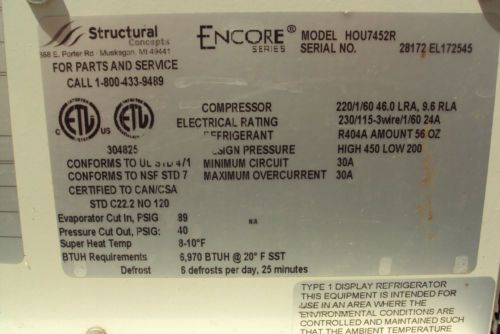 Structural Concepts
ENCORE® SERIES
MODEL HOU7452R
E. Porter Rd · Muskegon, MI 49441
SERIAL NO. 28172 EL172545
FOR PARTS AND SERVICE
CALL 1-800-433-9489
C ETL US ETL
304825
COMPRESSOR 220/1/60 46.0 LRA, 9.6 RLA
ELECTRICAL RATING 230/115-3wire/1/60 24A
REFRIGERANT R404A AMOUNT 56 OZ
PRESSURE HIGH 450 LOW 200
CONFORMS TO UL STD 471 MINIMUM CIRCUIT 30A
CONFORMS TO NSF STD 7 MAXIMUM OVERCURRENT 30A
CERTIFIED TO CAN/CSA
STD C22.2 NO 120
Evaporator Cut In, PSIG 89 N/A
Pressure Cut Out, PSIG: 40
Super Heat Temp 8-10°F
BTUH Requirements 6,970 BTUH @ 20° F SST
Defrost 6 defrosts per day, 25 minutes
TYPE 1 DISPLAY REFRIGERATOR
THIS EQUIPMENT IS INTENDED FOR
USE IN AN AREA WHERE THE
ENVIRONMENTAL CONDITIONS ARE
CONTROLLED AND MAINTAINED SUCH
THAT THE AMBIENT TEMPERATURE